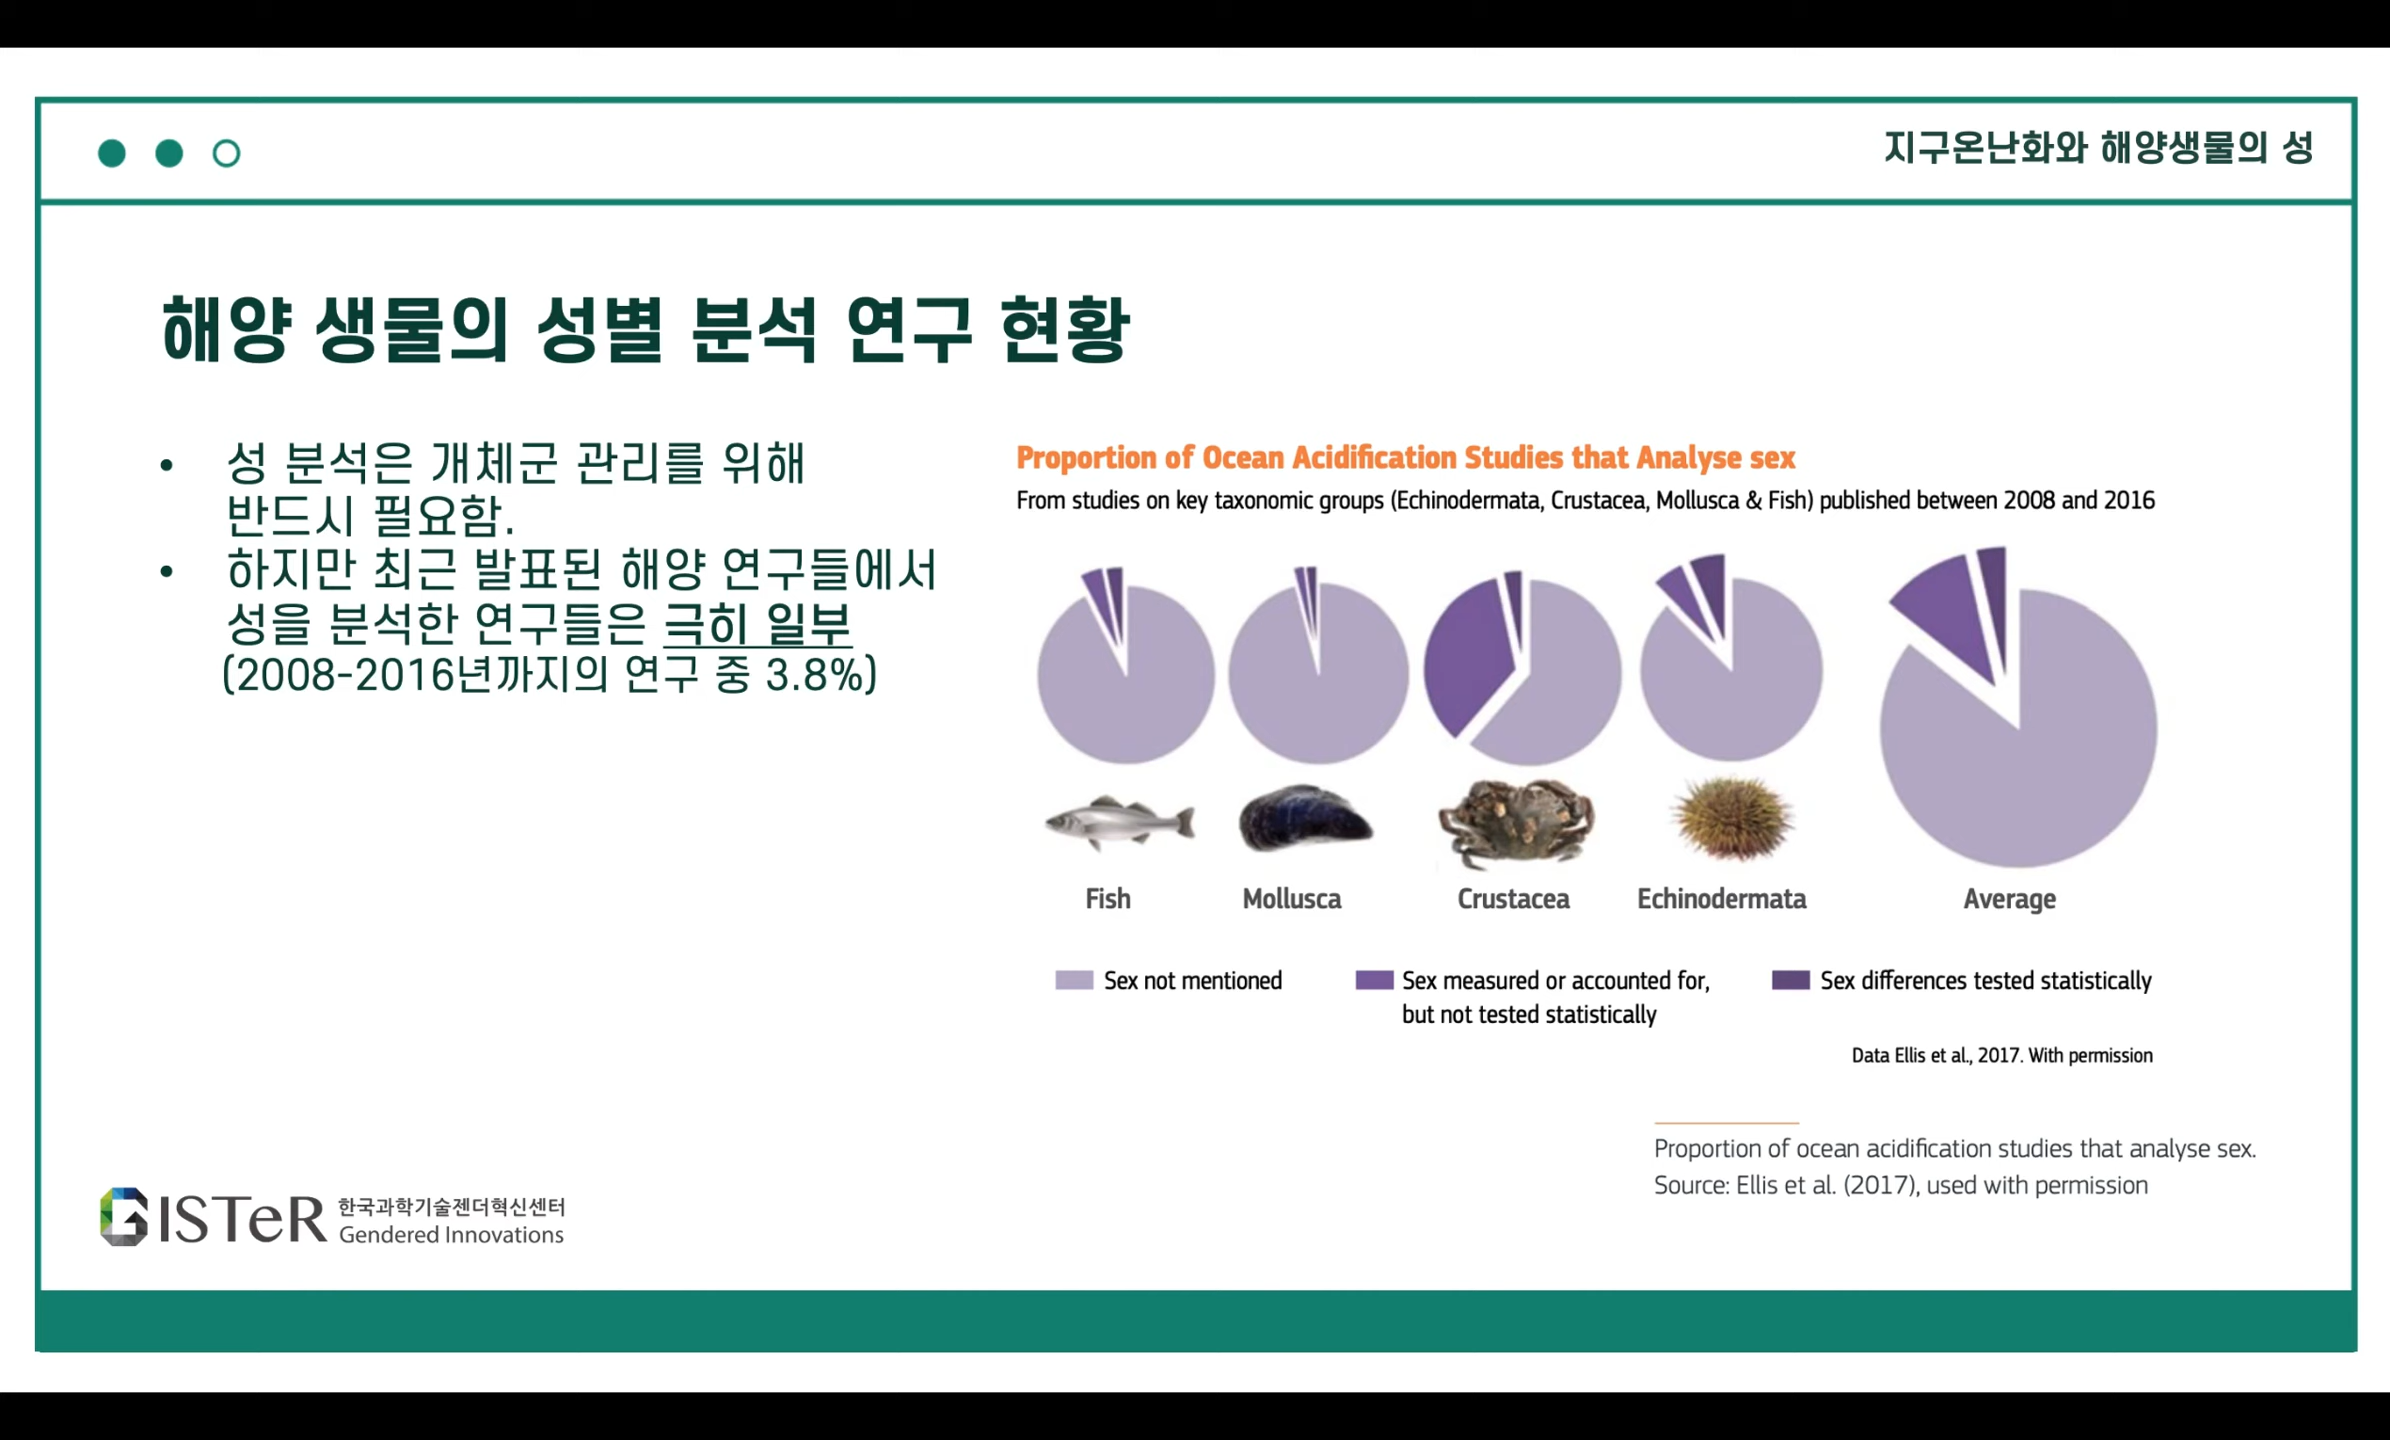 지구온난화와 해양생물의 성
해양 생물의 성별 분석 연구 현황
• 성 분석은 개체군 관리를 위해
반드시 필요함.
• 하지만 최근 발표된 해양 연구들에서
성을 분석한 연구들은 극히 일부
(2008-2016년까지의 연구 중 3.8%)
Proportion of Ocean Acidification Studies that Analyse sex
From studies on key taxonomic groups (Echinodermata, Crustacea, Mollusca & Fish) published between 2008 and 2016
Fish
Mollusca
Crustacea
Echinodermata
Average
Sex not mentioned
Sex measured or accounted for,
but not tested statistically
Sex differences tested statistically
Data Ellis et al., 2017. With permission
Proportion of ocean acidification studies that analyse sex.
Source: Ellis et al. (2017), used with permission
GISTeR
한국과학기술젠더혁신센터
Gendered Innovations